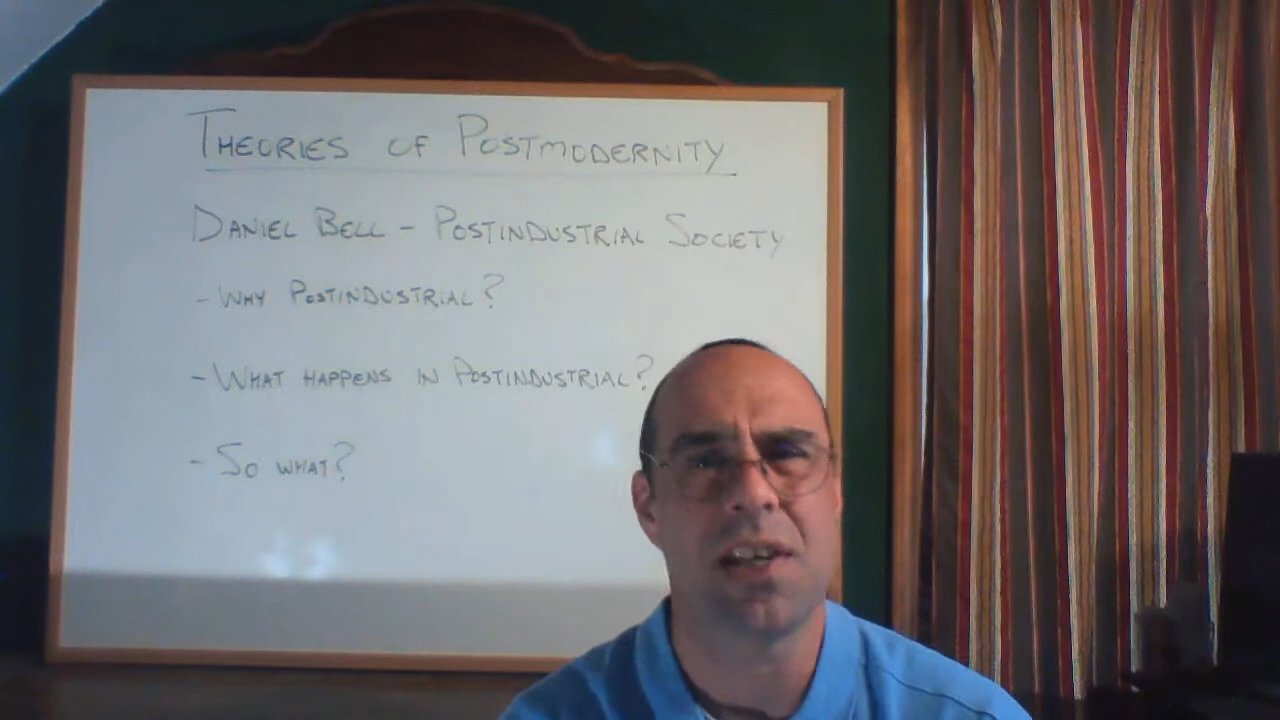 THEORIES OF POSTMODERNITY
DANIEL BELL - POSTINDUSTRIAL SOCIETY
- WHY POSTINDUSTRIAL?
- WHAT HAPPENS IN POSTINDUSTRIAL?
- SO WHAT?